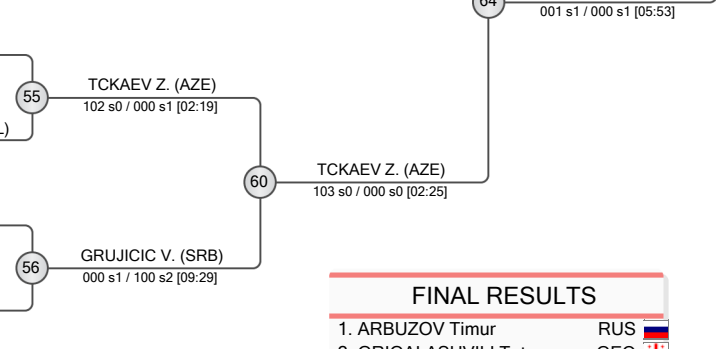 64
001 s1 / 000 s1 [05:53]
55
TCKAEV Z. (AZE)
102 s0 / 000 s1 [02:19]
)
60
TCKAEV Z. (AZE)
103 s0 / 000 s0 [02:25]
56
GRUJICIC V. (SRB)
000 s1 / 100 s2 [09:29]
FINAL RESULTS
1. ARBUZOV Timur RUS